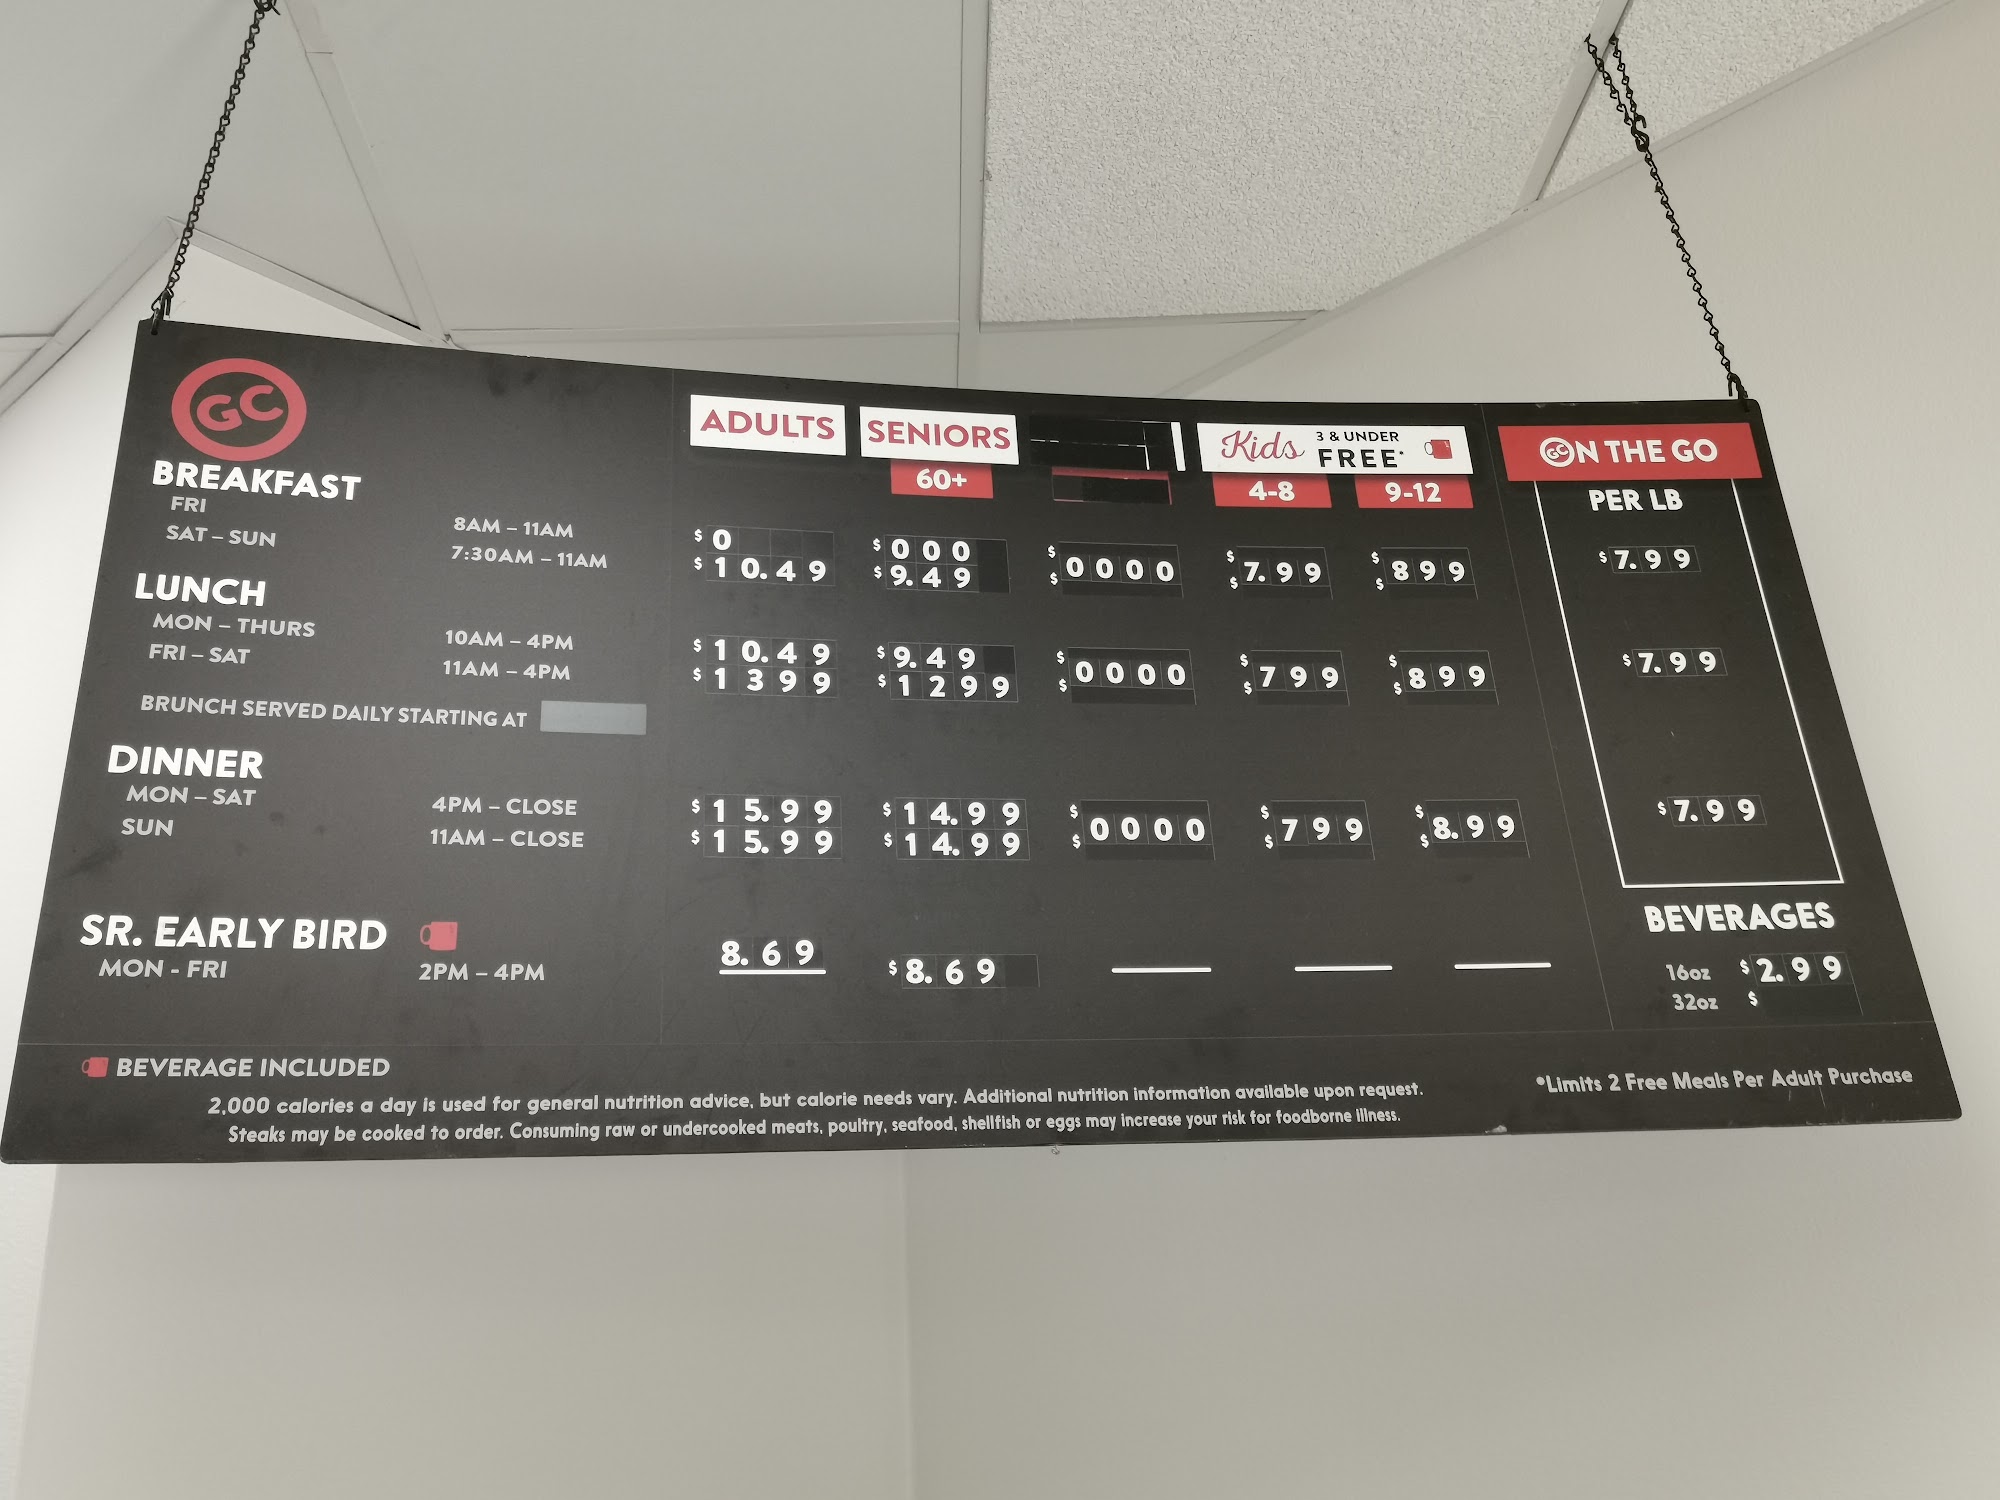 GC
ADULTS SENIORS Kids 3 & UNDER FREE* GC ON THE GO
60+ 4-8 9-12 PER LB
BREAKFAST
FRI 8AM – 11AM $0 $000 $0000 $7.99 $899 $7.99
SAT – SUN 7:30AM – 11AM $10.49 $9.49 $ $ $
LUNCH
MON – THURS 10AM – 4PM $10.49 $9.49 $0000 $799 $899 $7.99
FRI – SAT 11AM – 4PM $1399 $1299 $ $ $
BRUNCH SERVED DAILY STARTING AT
DINNER
MON – SAT 4PM – CLOSE $15.99 $14.99 $0000 $799 $8.99 $7.99
SUN 11AM – CLOSE $15.99 $14.99 $ $ $
SR. EARLY BIRD
MON - FRI 2PM – 4PM 8.69 $8.69
BEVERAGES
16oz $2.99
32oz $
BEVERAGE INCLUDED
2,000 calories a day is used for general nutrition advice, but calorie needs vary. Additional nutrition information available upon request.
Steaks may be cooked to order. Consuming raw or undercooked meats, poultry, seafood, shellfish or eggs may increase your risk for foodborne illness.
*Limits 2 Free Meals Per Adult Purchase